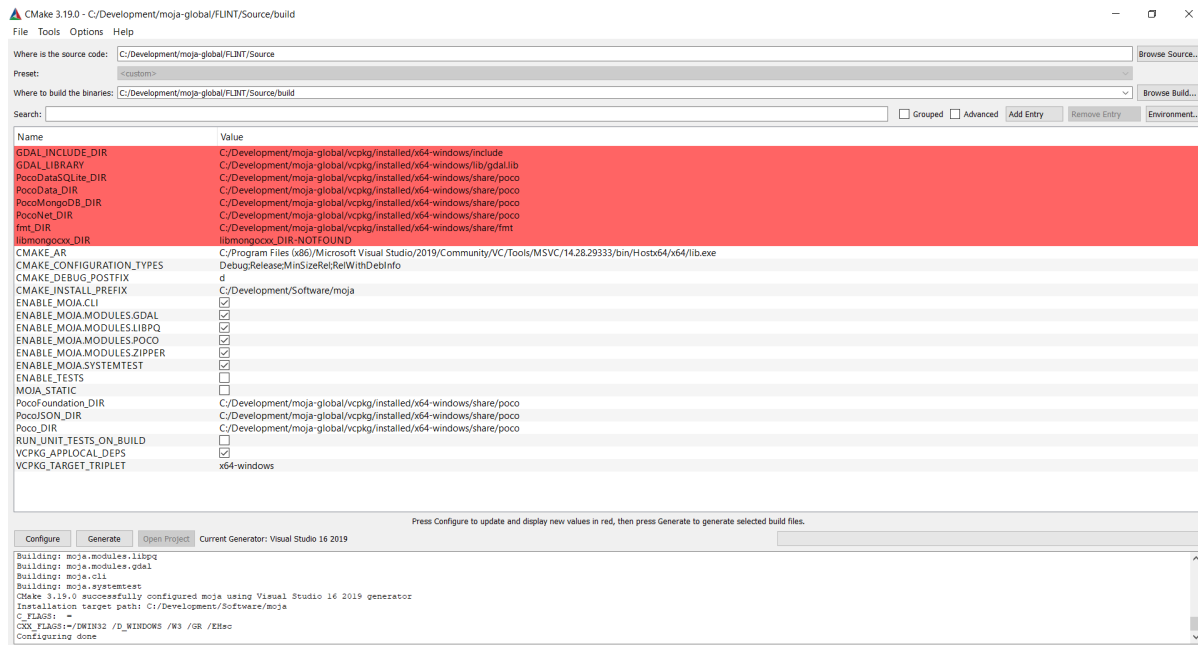 CMake 3.19.0 - C:/Development/moja-global/FLINT/Source/build
File Tools Options Help
Where is the source code: C:/Development/moja-global/FLINT/Source Browse Source...
Preset: <custom>
Where to build the binaries: C:/Development/moja-global/FLINT/Source/build Browse Build...
Search: Grouped Advanced Add Entry Remove Entry Environment...
Name Value
GDAL_INCLUDE_DIR C:/Development/moja-global/vcpkg/installed/x64-windows/include
GDAL_LIBRARY C:/Development/moja-global/vcpkg/installed/x64-windows/lib/gdal.lib
PocoDataSQLite_DIR C:/Development/moja-global/vcpkg/installed/x64-windows/share/poco
PocoData_DIR C:/Development/moja-global/vcpkg/installed/x64-windows/share/poco
PocoMongoDB_DIR C:/Development/moja-global/vcpkg/installed/x64-windows/share/poco
PocoNet_DIR C:/Development/moja-global/vcpkg/installed/x64-windows/share/poco
fmt_DIR C:/Development/moja-global/vcpkg/installed/x64-windows/share/fmt
libmongocxx_DIR libmongocxx_DIR-NOTFOUND
CMAKE_AR C:/Program Files (x86)/Microsoft Visual Studio/2019/Community/VC/Tools/MSVC/14.28.29333/bin/Hostx64/x64/lib.exe
CMAKE_CONFIGURATION_TYPES Debug;Release;MinSizeRel;RelWithDebInfo
CMAKE_DEBUG_POSTFIX d
CMAKE_INSTALL_PREFIX C:/Development/Software/moja
ENABLE_MOJA.CLI
ENABLE_MOJA.MODULES.GDAL
ENABLE_MOJA.MODULES.LIBPQ
ENABLE_MOJA.MODULES.POCO
ENABLE_MOJA.MODULES.ZIPPER
ENABLE_MOJA.SYSTEMTEST
ENABLE_TESTS
MOJA_STATIC
PocoFoundation_DIR C:/Development/moja-global/vcpkg/installed/x64-windows/share/poco
PocoJSON_DIR C:/Development/moja-global/vcpkg/installed/x64-windows/share/poco
Poco_DIR C:/Development/moja-global/vcpkg/installed/x64-windows/share/poco
RUN_UNIT_TESTS_ON_BUILD
VCPKG_APPLOCAL_DEPS
VCPKG_TARGET_TRIPLET x64-windows
Press Configure to update and display new values in red, then press Generate to generate selected build files.
Configure Generate Open Project Current Generator: Visual Studio 16 2019
Building: moja.modules.libpq
Building: moja.modules.gdal
Building: moja.cli
Building: moja.systemtest
CMake 3.19.0 successfully configured moja using Visual Studio 16 2019 generator
Installation target path: C:/Development/Software/moja
C_FLAGS: =
CXX_FLAGS:=/DWIN32 /D_WINDOWS /W3 /GR /EHsc
Configuring done